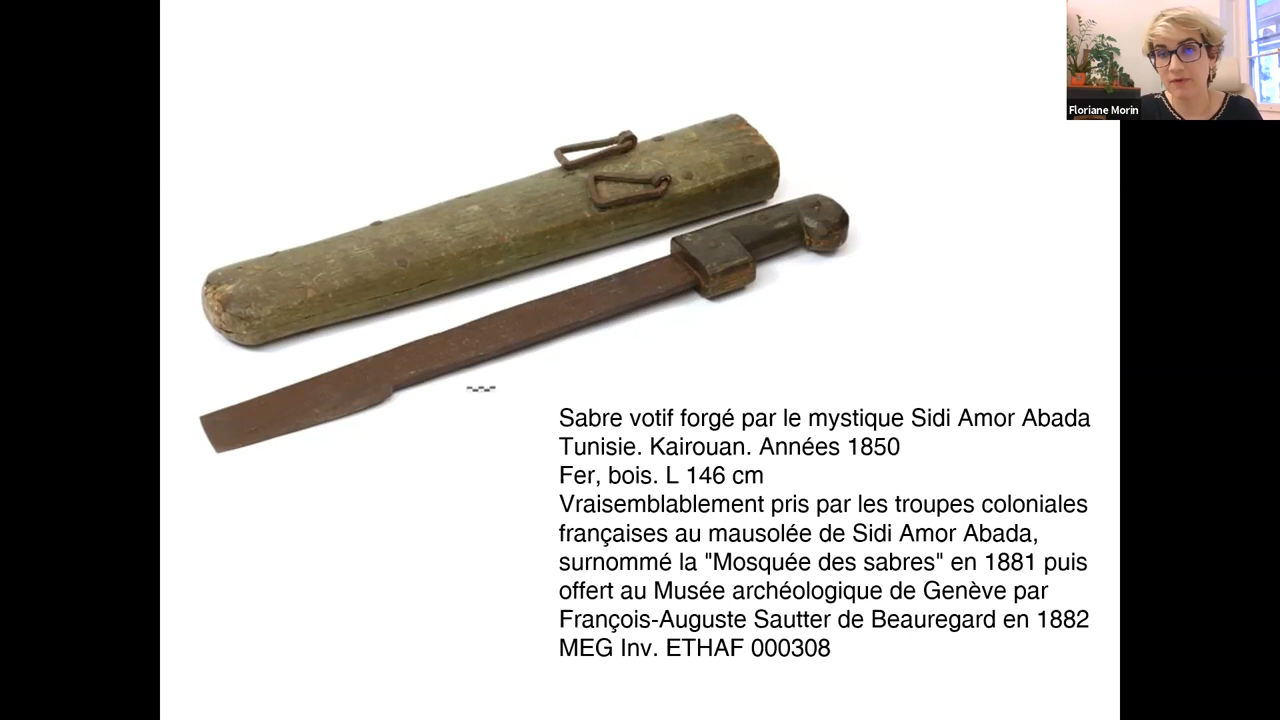 Floriane Morin
Sabre votif forgé par le mystique Sidi Amor Abada
Tunisie. Kairouan. Années 1850
Fer, bois. L 146 cm
Vraisemblablement pris par les troupes coloniales
françaises au mausolée de Sidi Amor Abada,
surnommé la "Mosquée des sabres" en 1881 puis
offert au Musée archéologique de Genève par
François-Auguste Sautter de Beauregard en 1882
MEG Inv. ETHAF 000308